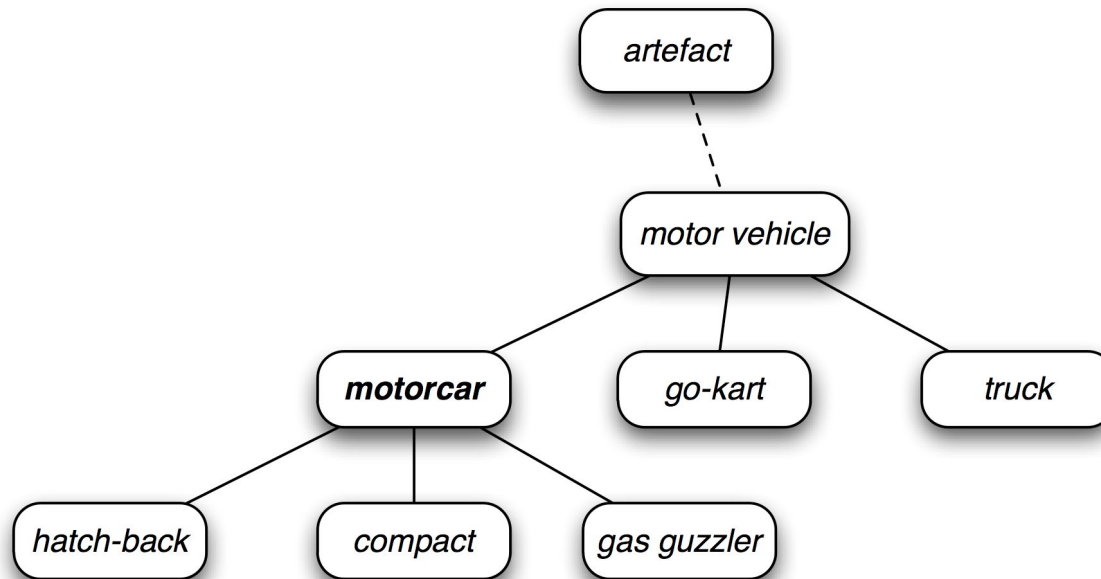 artefact
motor vehicle
motorcar
go-kart
truck
hatch-back
compact
gas guzzler